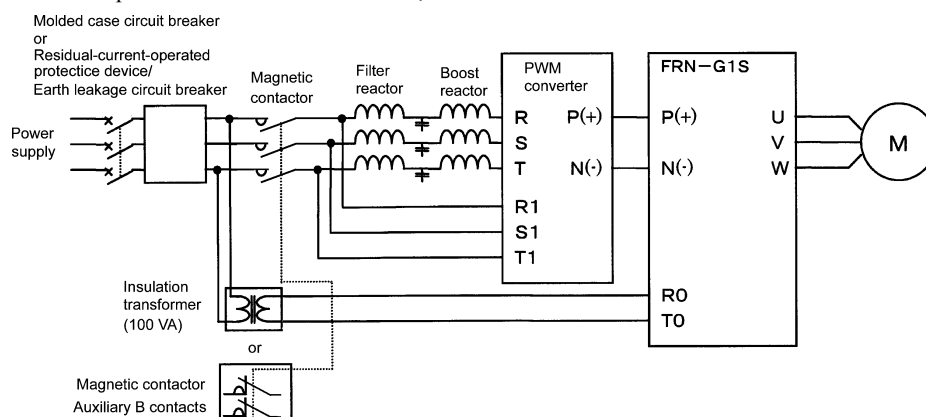 Molded case circuit breaker
or
Residual-current-operated
protectice device/
Earth leakage circuit breaker
Power
supply
Magnetic
contactor
Filter
reactor
Boost
reactor
PWM
converter
R
S
T
R1
S1
T1
P(+)
N(-)
FRN-G1S
P(+)
N(-)
R0
T0
U
V
W
M
Insulation
transformer
(100 VA)
or
Magnetic contactor
Auxiliary B contacts